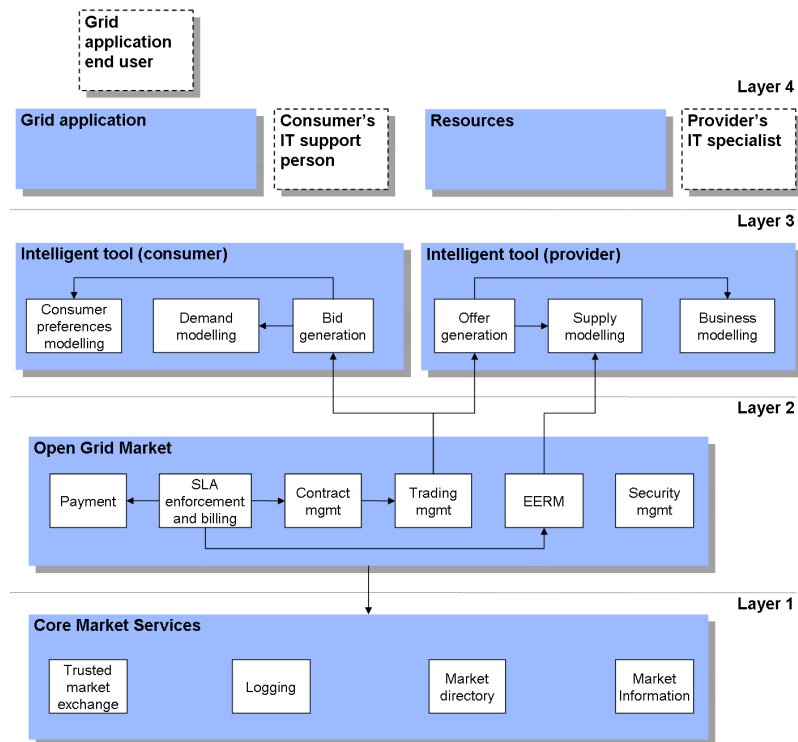 Grid
application
end user
Layer 4
Grid application
Consumer's
IT support
person
Resources
Provider's
IT specialist
Layer 3
Intelligent tool (consumer)
Consumer
preferences
modelling
Demand
modelling
Bid
generation
Intelligent tool (provider)
Offer
generation
Supply
modelling
Business
modelling
Layer 2
Open Grid Market
Payment
SLA
enforcement
and billing
Contract
mgmt
Trading
mgmt
EERM
Security
mgmt
Layer 1
Core Market Services
Trusted
market
exchange
Logging
Market
directory
Market
Information